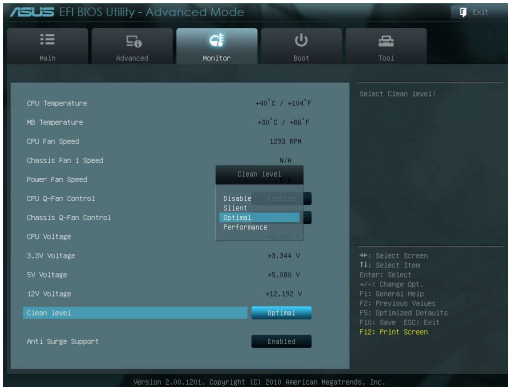 ASUS EFI BIOS Utility - Advanced Mode
Exit
Main
Advanced
Monitor
Boot
Tool
CPU Temperature +40°C / +104°F
MB Temperature +30°C / +86°F
CPU Fan Speed 1293 RPM
Chassis Fan 1 Speed N/A
Power Fan Speed
CPU Q-Fan Control Enabled
Chassis Q-Fan Control
CPU Voltage
3.3V Voltage +3.344 V
5V Voltage +5.080 V
12V Voltage +12.192 V
Clean level Optimal
Anti Surge Support Enabled
Clean level
Disable
Silent
Optimal
Performance
Select Clean level!
→←: Select Screen
↑↓: Select Item
Enter: Select
+/-: Change Opt.
F1: General Help
F2: Previous Values
F5: Optimized Defaults
F10: Save ESC: Exit
F12: Print Screen
Version 2.00.1201. Copyright (C) 2010 American Megatrends, Inc.